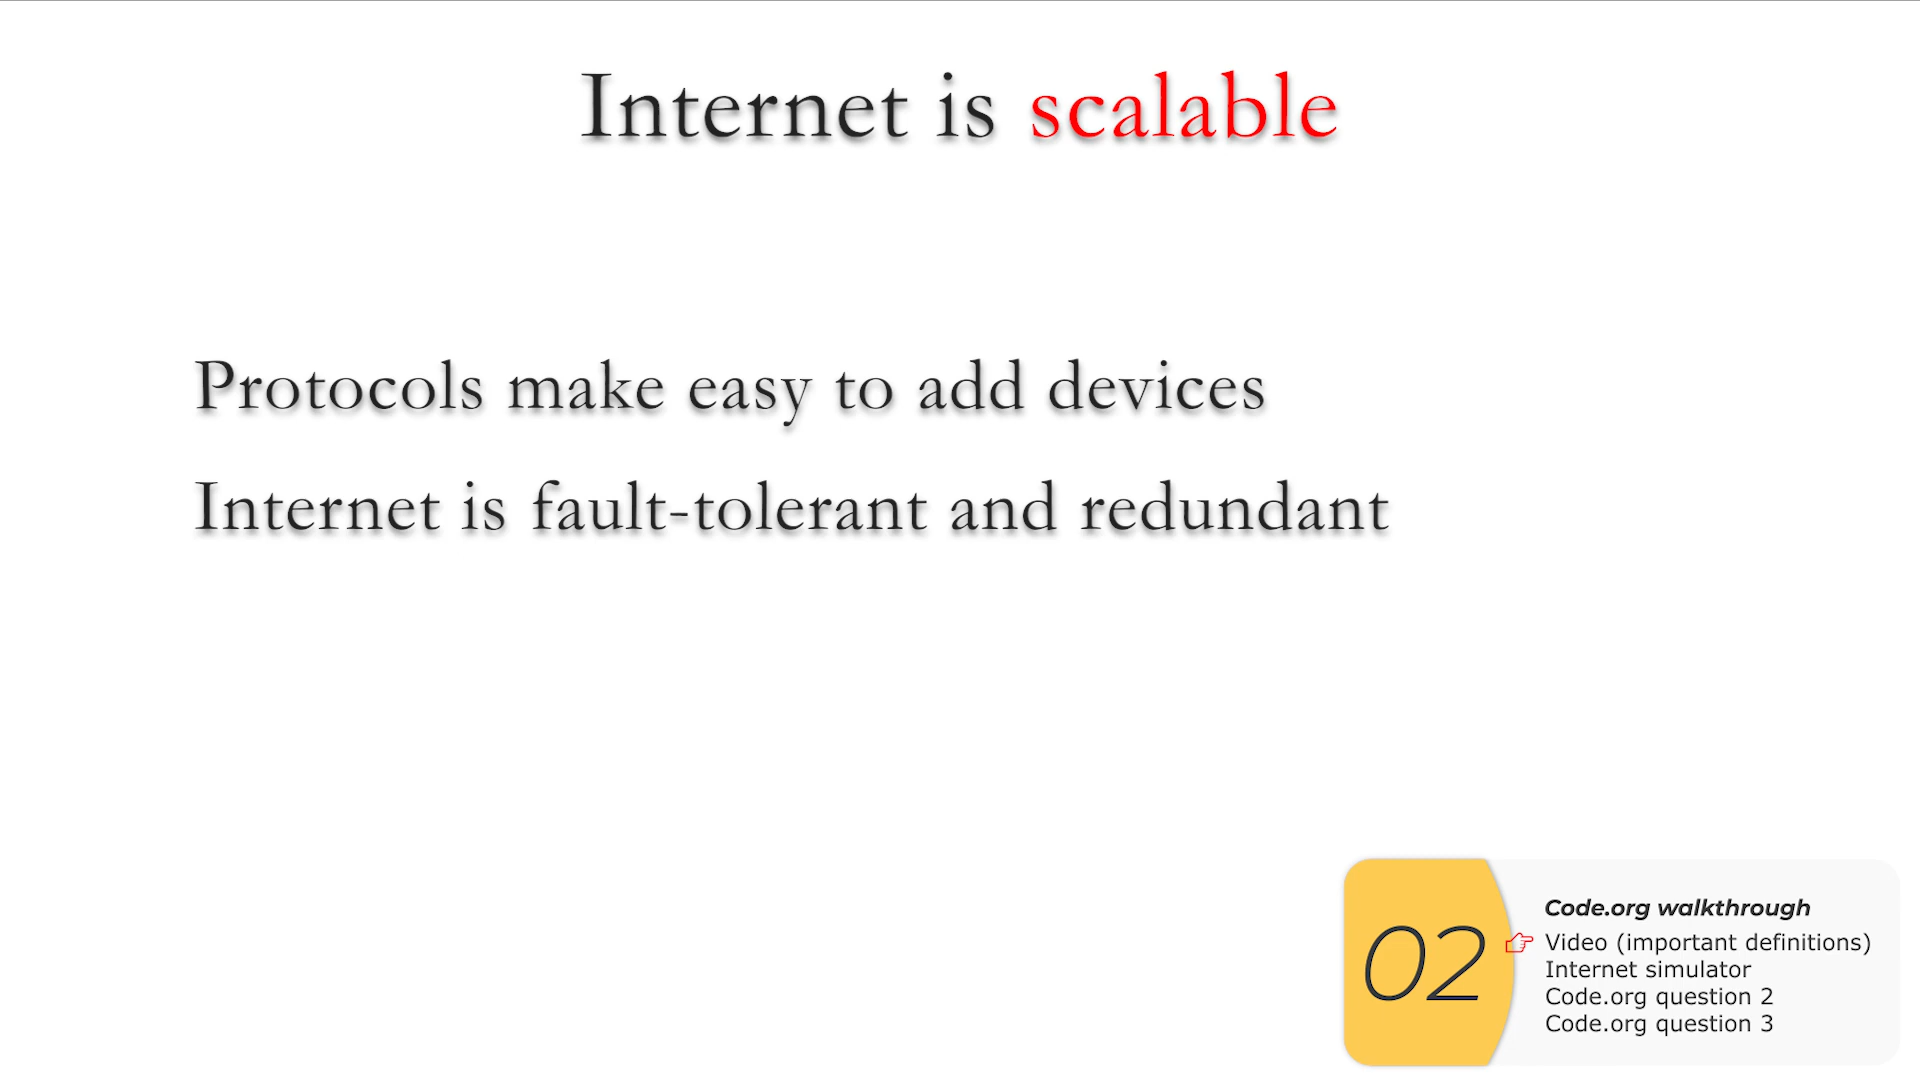 Internet is scalable
Protocols make easy to add devices
Internet is fault-tolerant and redundant
02
Code.org walkthrough
Video (important definitions)
Internet simulator
Code.org question 2
Code.org question 3